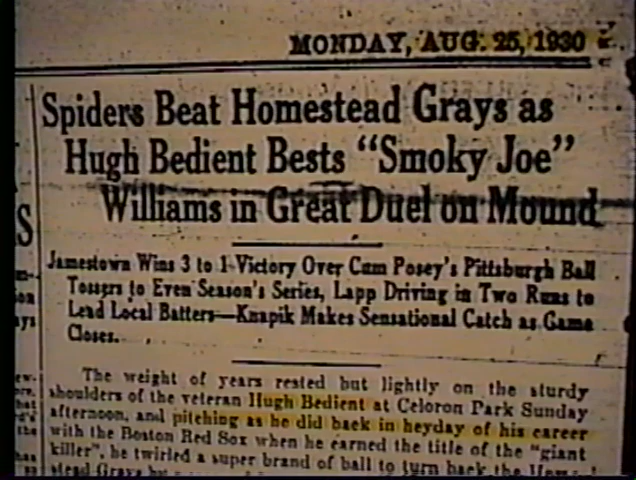 MONDAY, AUG. 25, 1930
Spiders Beat Homestead Grays as
Hugh Bedient Bests "Smoky Joe"
Williams in Great Duel on Mound
Jamestown Wins 3 to 1 Victory Over Cum Posey's Pittsburgh Ball
Tossers to Even Season's Series, Lapp Driving in Two Runs to
Lead Local Batters—Knapik Makes Sensational Catch as Game
Closes.
The weight of years rested but lightly on the sturdy
shoulders of the veteran Hugh Bedient at Celoron Park Sunday
afternoon, and pitching as he did back in heyday of his career
with the Boston Red Sox when he earned the title of the "giant
killer", he twirled a super brand of ball to turn back the